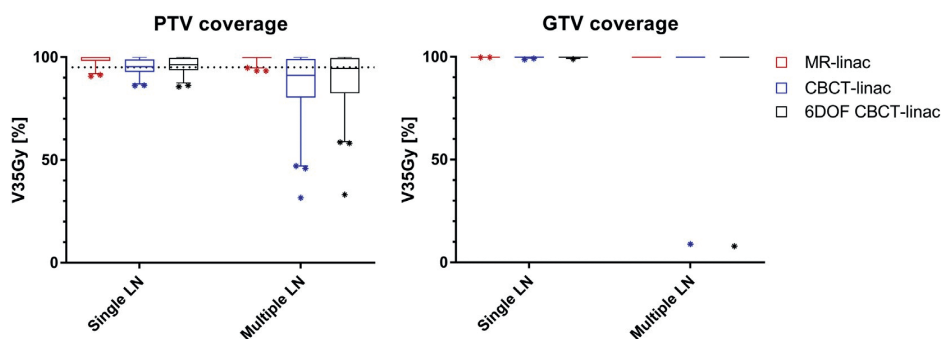 PTV coverage
V35Gy [%]
100
50
0
Single LN
Multiple LN
GTV coverage
V35Gy [%]
100
50
0
Single LN
Multiple LN
MR-linac
CBCT-linac
6DOF CBCT-linac